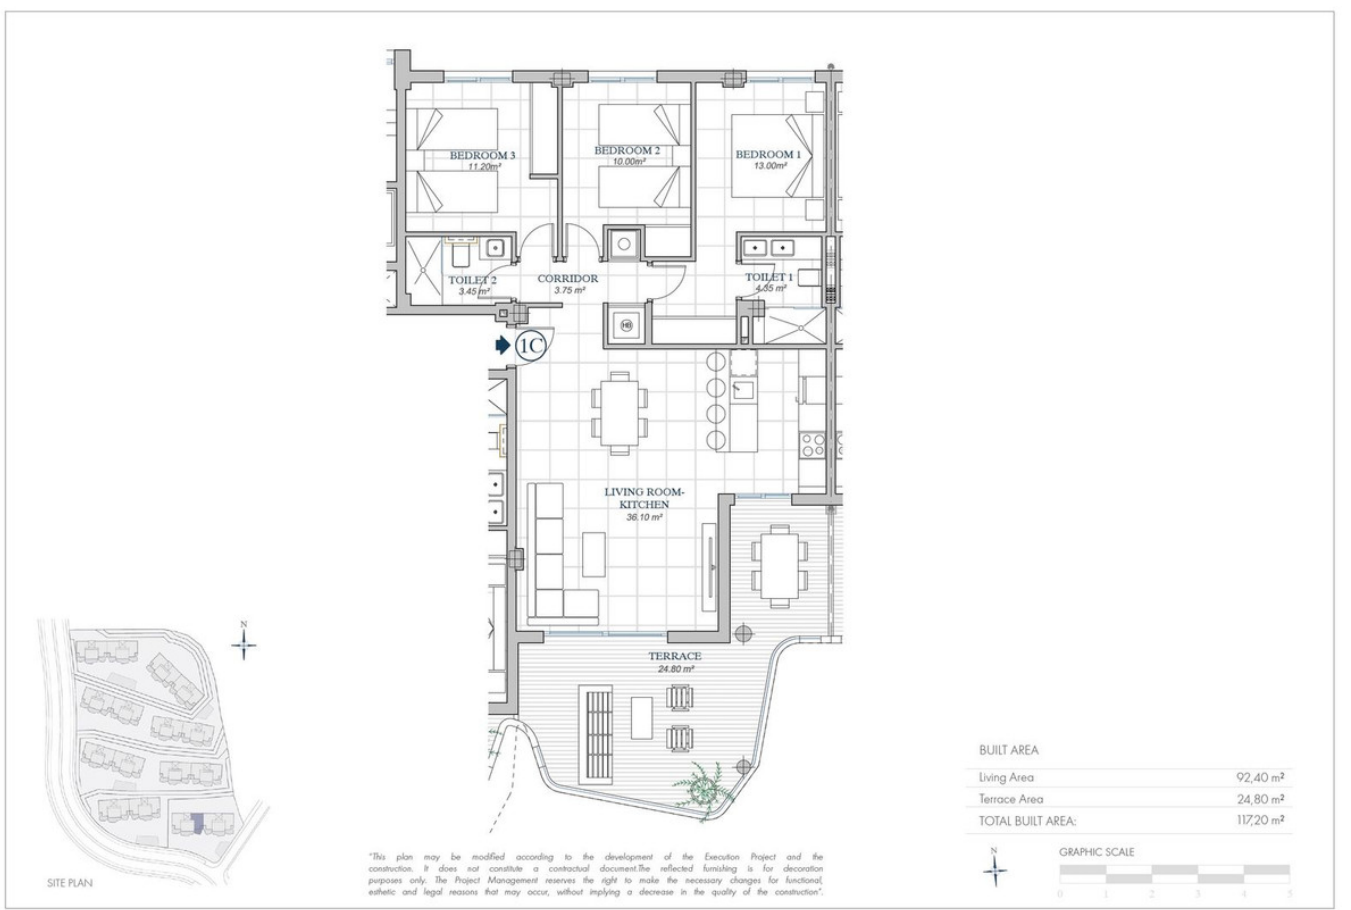 BEDROOM 3
11.20m²
BEDROOM 2
10.00m²
BEDROOM 1
13.00m²
TOILET 2
3.45 m²
CORRIDOR
3.75 m²
TOILET 1
4.35 m²
HB
1C
LIVING ROOM-
KITCHEN
36.10 m²
TERRACE
24.80 m²
N
SITE PLAN
"This plan may be modified according to the development of the Execution Project and the
construction. It does not constitute a contractual document.The reflected furnishing is for decoration
purposes only. The Project Management reserves the right to make the necessary changes for functional,
esthetic and legal reasons that may occur, without implying a decrease in the quality of the construction".
BUILT AREA
Living Area 92,40 m²
Terrace Area 24,80 m²
TOTAL BUILT AREA: 117,20 m²
N
GRAPHIC SCALE
0 1 2 3 4 5